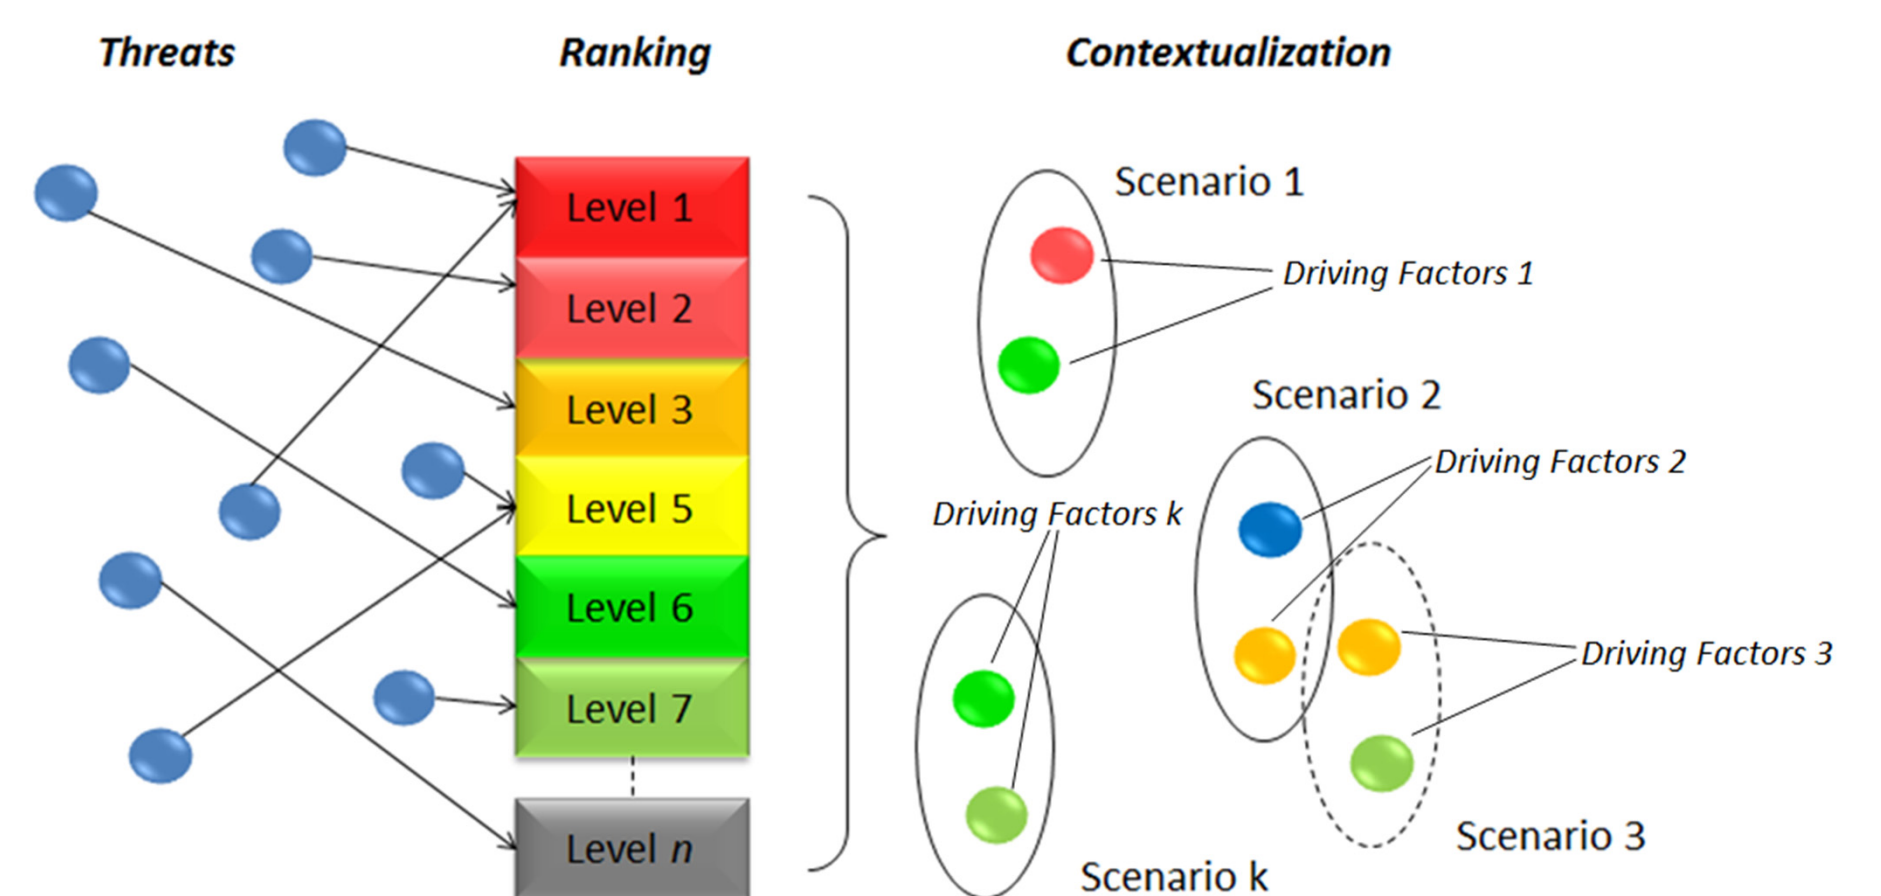 Threats
Ranking
Contextualization
Level 1
Level 2
Level 3
Level 5
Level 6
Level 7
Level n
Scenario 1
Driving Factors 1
Scenario 2
Driving Factors 2
Driving Factors k
Driving Factors 3
Scenario 3
Scenario k